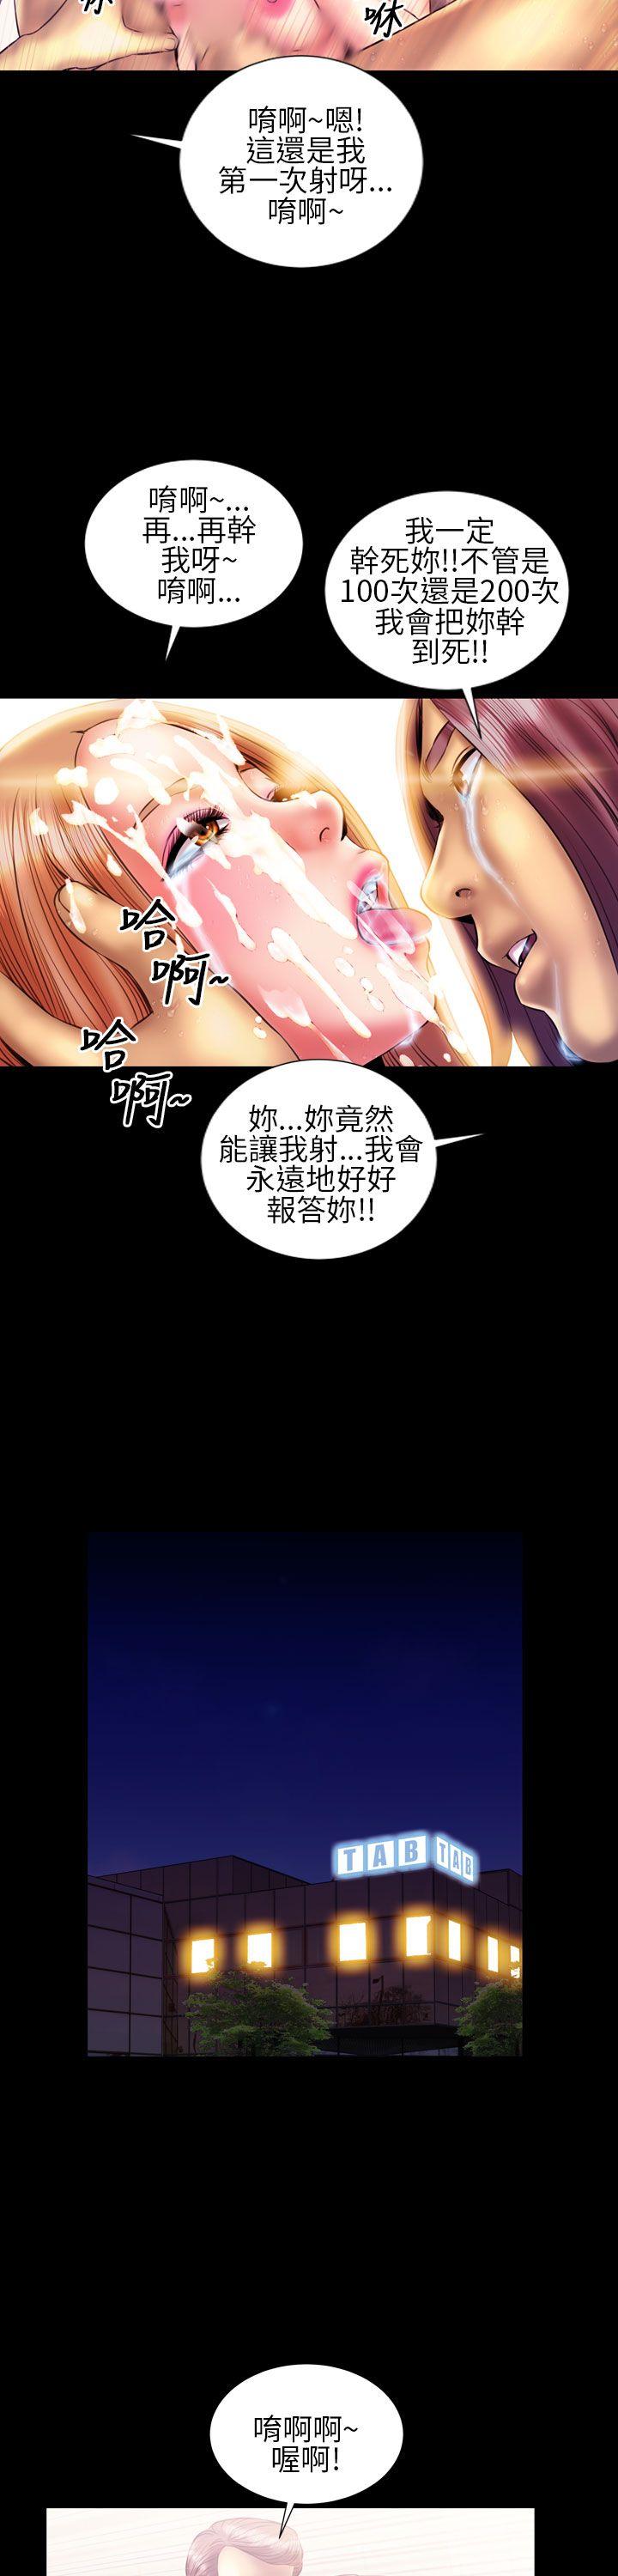 咻
唷啊~嗯!
這還是我
第一次射呀...
唷啊~
唷啊~...
再...再幹
我呀~
唷啊...
我一定
幹死妳!!不管是
100次還是200次
我會把妳幹
到死!!
哈
啊~
哈
啊~
妳...妳竟然
能讓我射...我會
永遠地好好
報答妳!!
TAB TAB
唷啊啊~
喔啊!